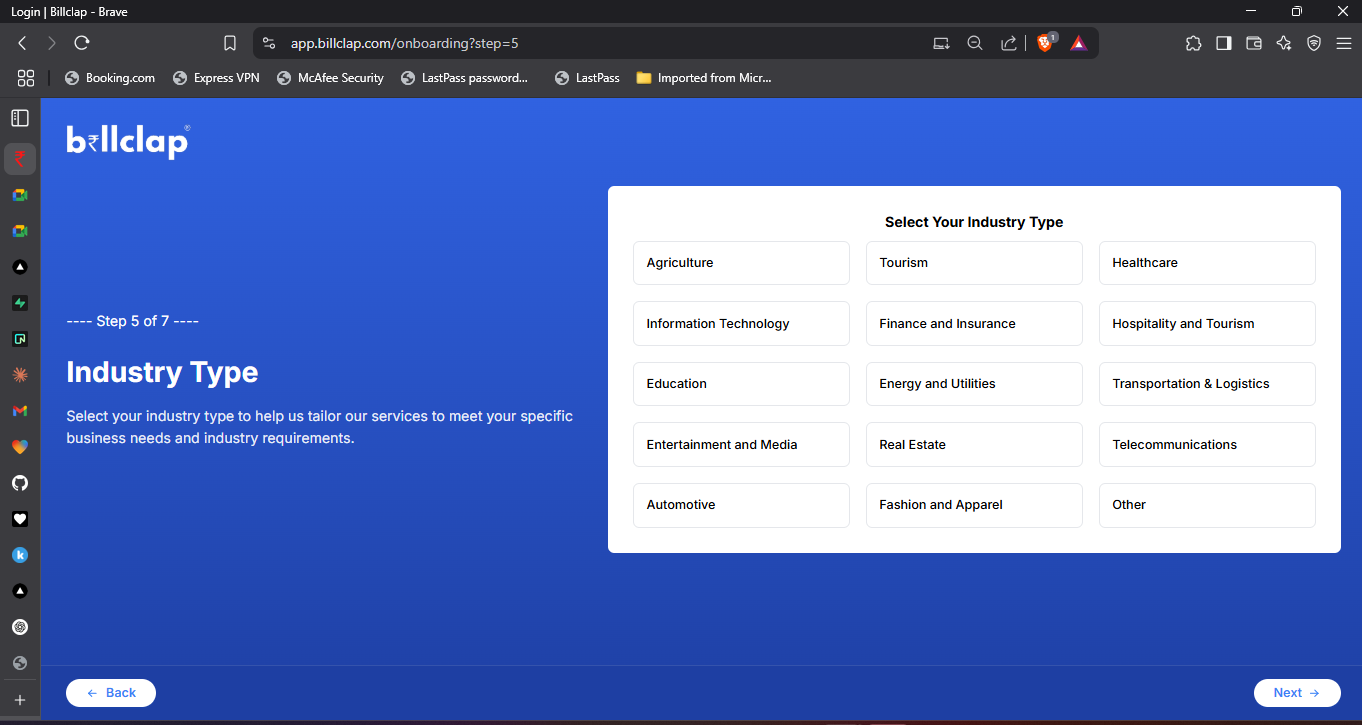 Login | Billclap - Brave
app.billclap.com/onboarding?step=5
1
Booking.com
Express VPN
McAfee Security
LastPass password...
LastPass
Imported from Micr...
b₹llclap®
Select Your Industry Type
Agriculture
Tourism
Healthcare
Information Technology
Finance and Insurance
Hospitality and Tourism
---- Step 5 of 7 ----
Industry Type
Select your industry type to help us tailor our services to meet your specific
business needs and industry requirements.
Education
Energy and Utilities
Transportation & Logistics
Entertainment and Media
Real Estate
Telecommunications
Automotive
Fashion and Apparel
Other
← Back
Next →